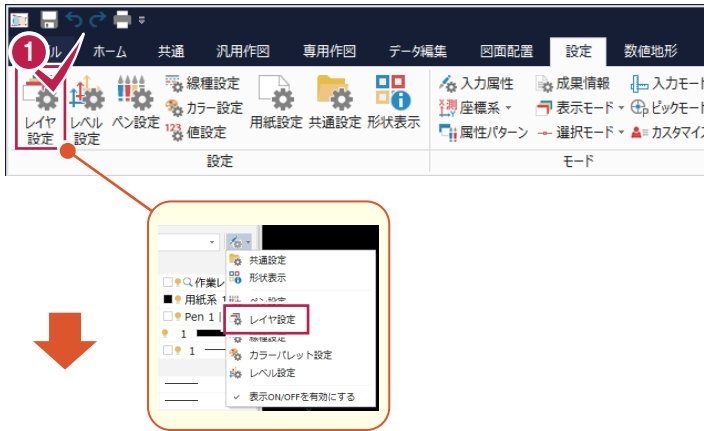 1
ル ホーム 共通 汎用作図 専用作図 データ編集 図面配置 設定 数値地形
レイヤ設定 レベル設定 ペン設定 線種設定 カラー設定 123 値設定 用紙設定 共通設定 形状表示
入力属性 成果情報 入力モー
測 座標系 表示モード ピックモー
属性パターン 選択モード カスタマイズ
設定 モード
共通設定
作業レ 形状表示
用紙系 1 ペン設定
Pen 1 レイヤ設定
1 線種設定
1 カラーパレット設定
レベル設定
表示ON/OFFを有効にする